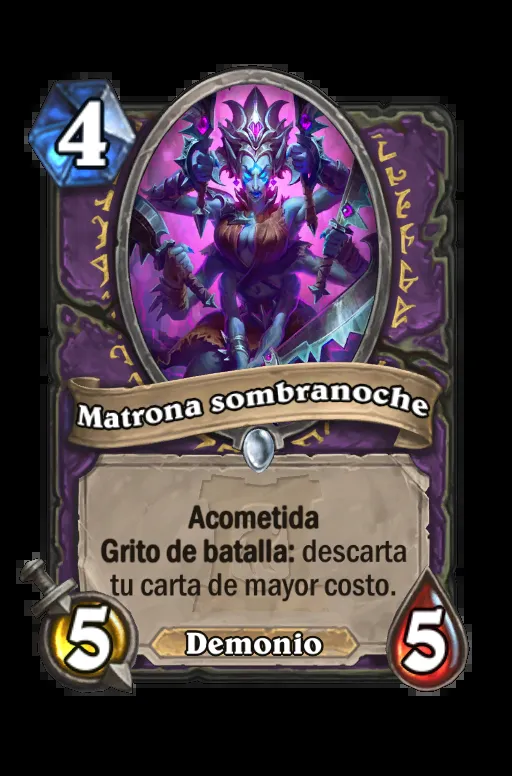 4
Matrona sombranoche
Acometida
Grito de batalla: descarta
tu carta de mayor costo.
5
Demonio
5